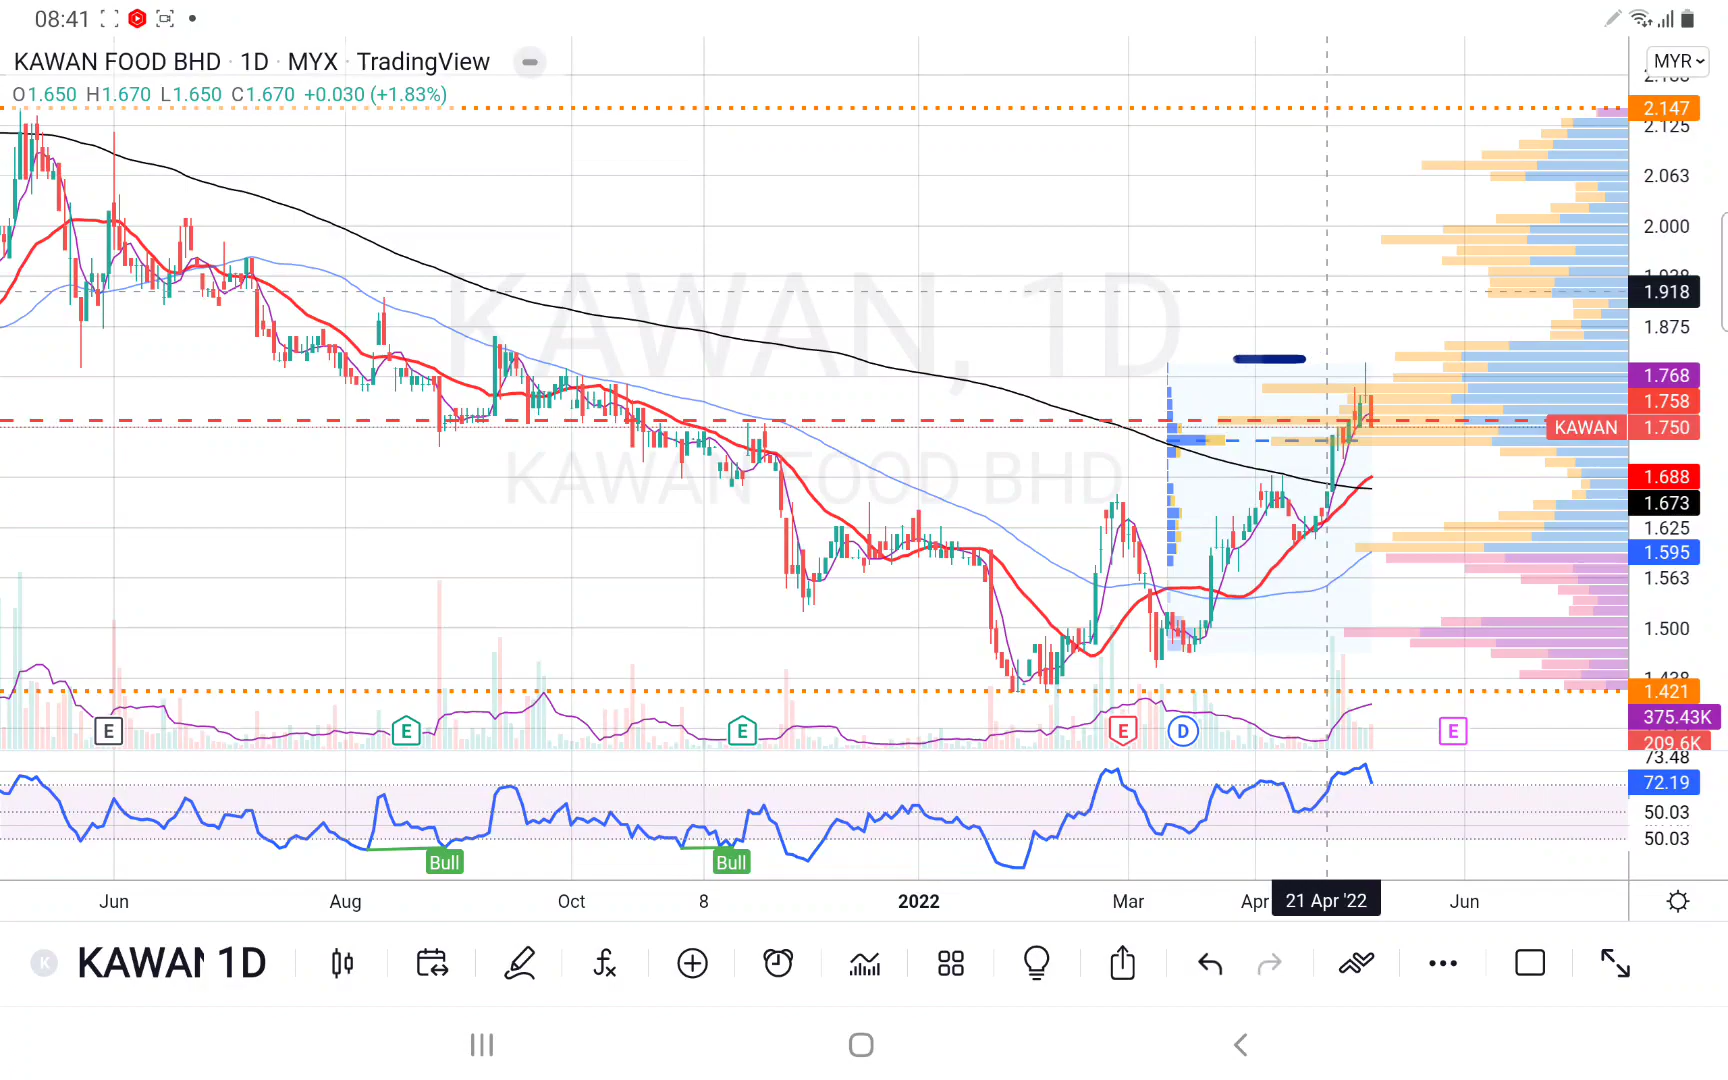 08:41
KAWAN FOOD BHD · 1D · MYX · TradingView
O1.650 H1.670 L1.650 C1.670 +0.030 (+1.83%)
MYR
2.147
2.125
2.063
2.000
1.938
1.918
1.875
1.768
1.758
KAWAN 1.750
1.688
1.673
1.625
1.595
1.563
1.500
1.438
1.421
375.43K
209.6K
73.48
72.19
50.03
50.03
KAWAN, 1D
KAWAN FOOD BHD
E E E E D E
Bull Bull
Jun Aug Oct 8 2022 Mar Apr 21 Apr '22 Jun
K KAWAN 1D